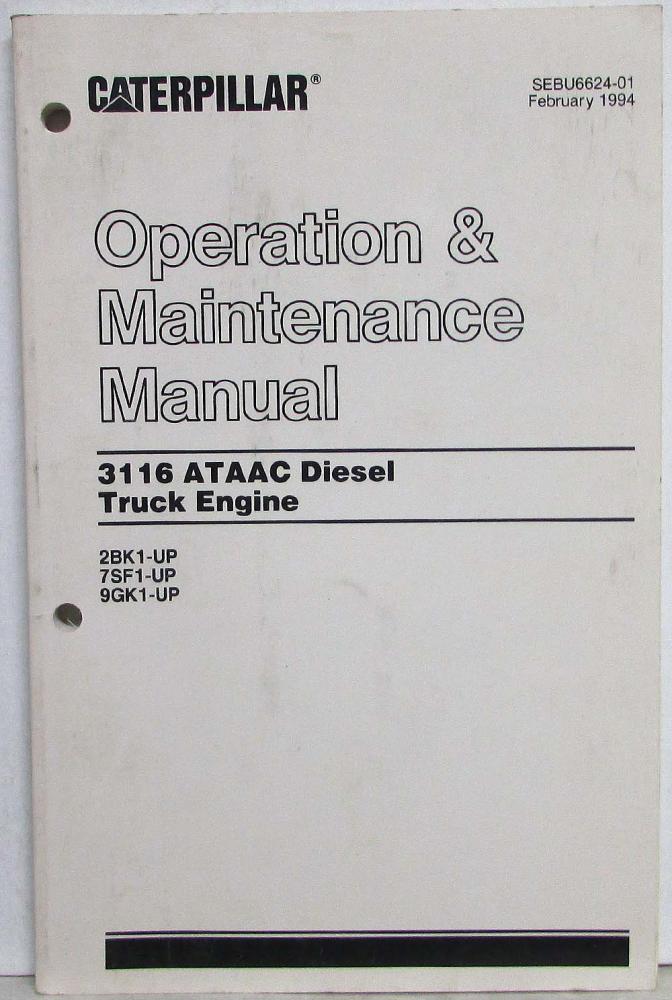 CATERPILLAR®
SEBU6624-01
February 1994
Operation &
Maintenance
Manual
3116 ATAAC Diesel
Truck Engine
2BK1-UP
7SF1-UP
9GK1-UP